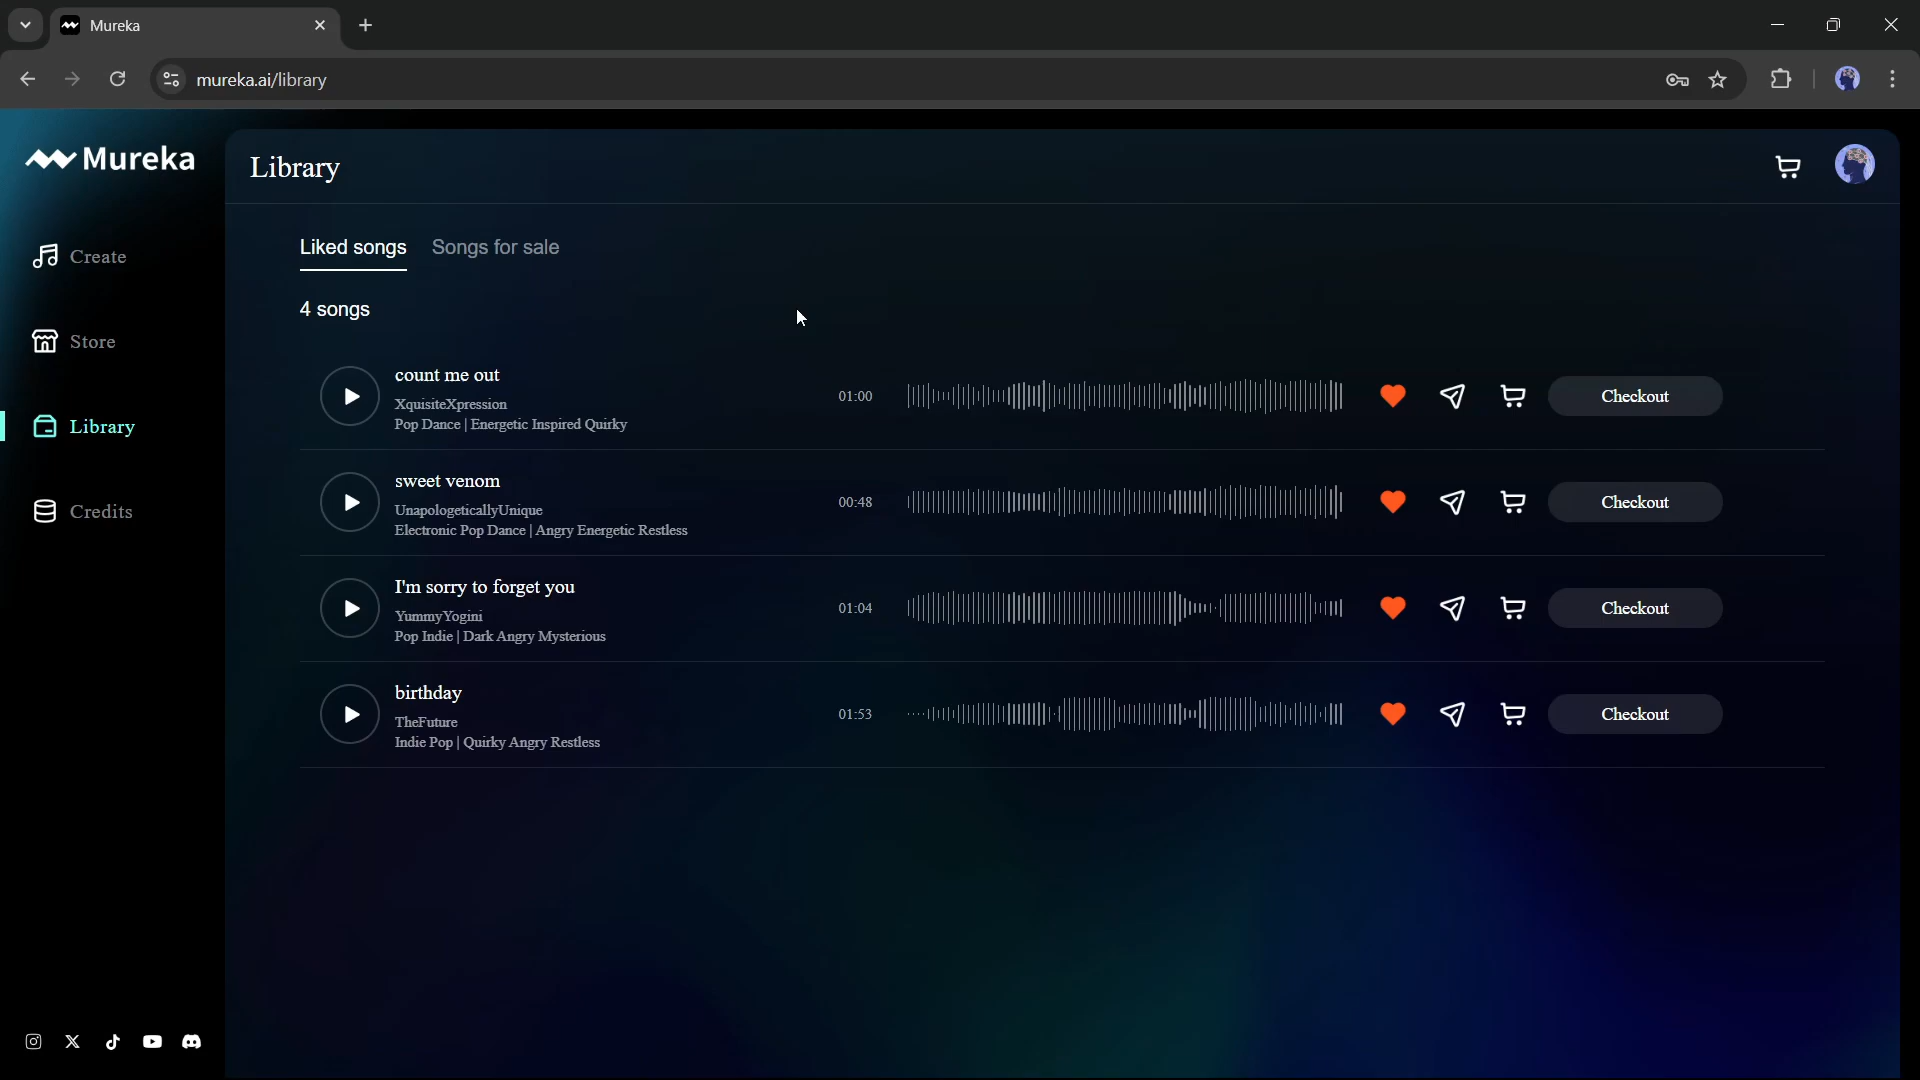 Mureka
mureka.ai/library
Mureka
Library
Create
Store
Library
Credits
Liked songs
Songs for sale
4 songs
count me out
XquisiteXpression
Pop Dance | Energetic Inspired Quirky
01:00
Checkout
sweet venom
UnapologeticallyUnique
Electronic Pop Dance | Angry Energetic Restless
00:48
Checkout
I'm sorry to forget you
YummyYogini
Pop Indie | Dark Angry Mysterious
01:04
Checkout
birthday
TheFuture
Indie Pop | Quirky Angry Restless
01:53
Checkout